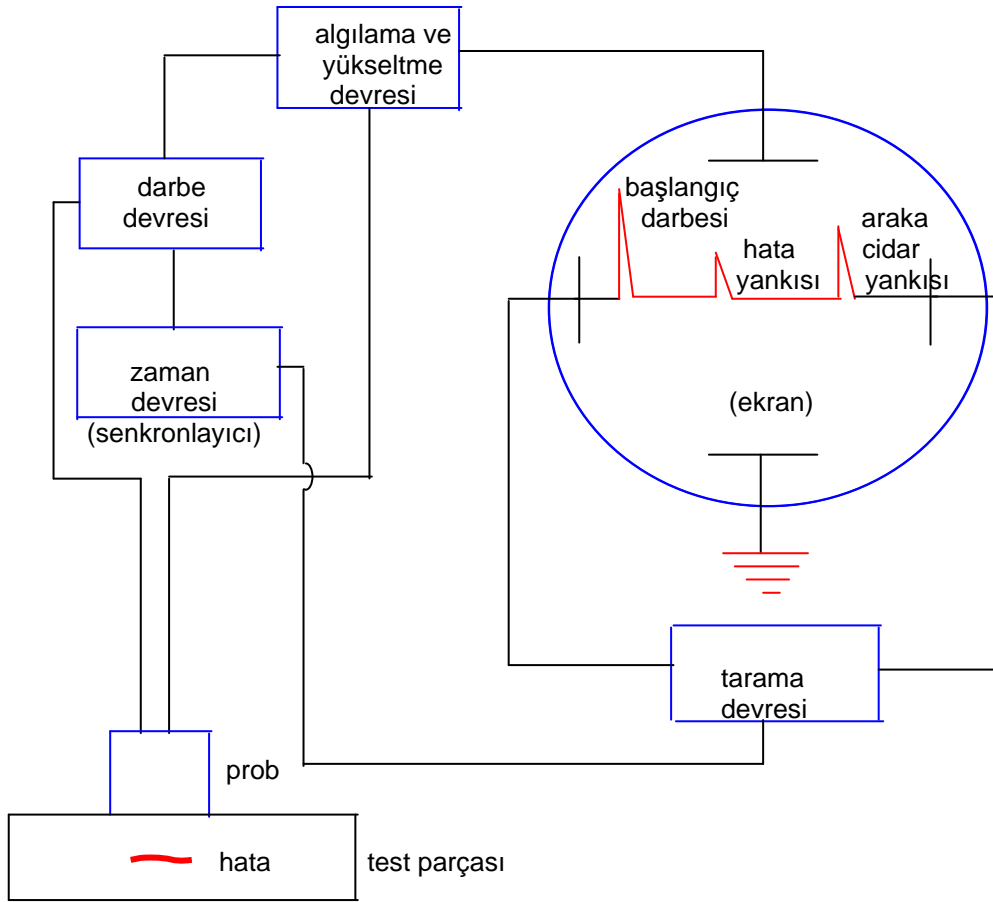 algılama ve
yükseltme
devresi
darbe
devresi
başlangıç
darbesi
hata
yankısı
araka
cidar
yankısı
zaman
devresi
(senkronlayıcı)
(ekran)
tarama
devresi
prob
hata
test parçası